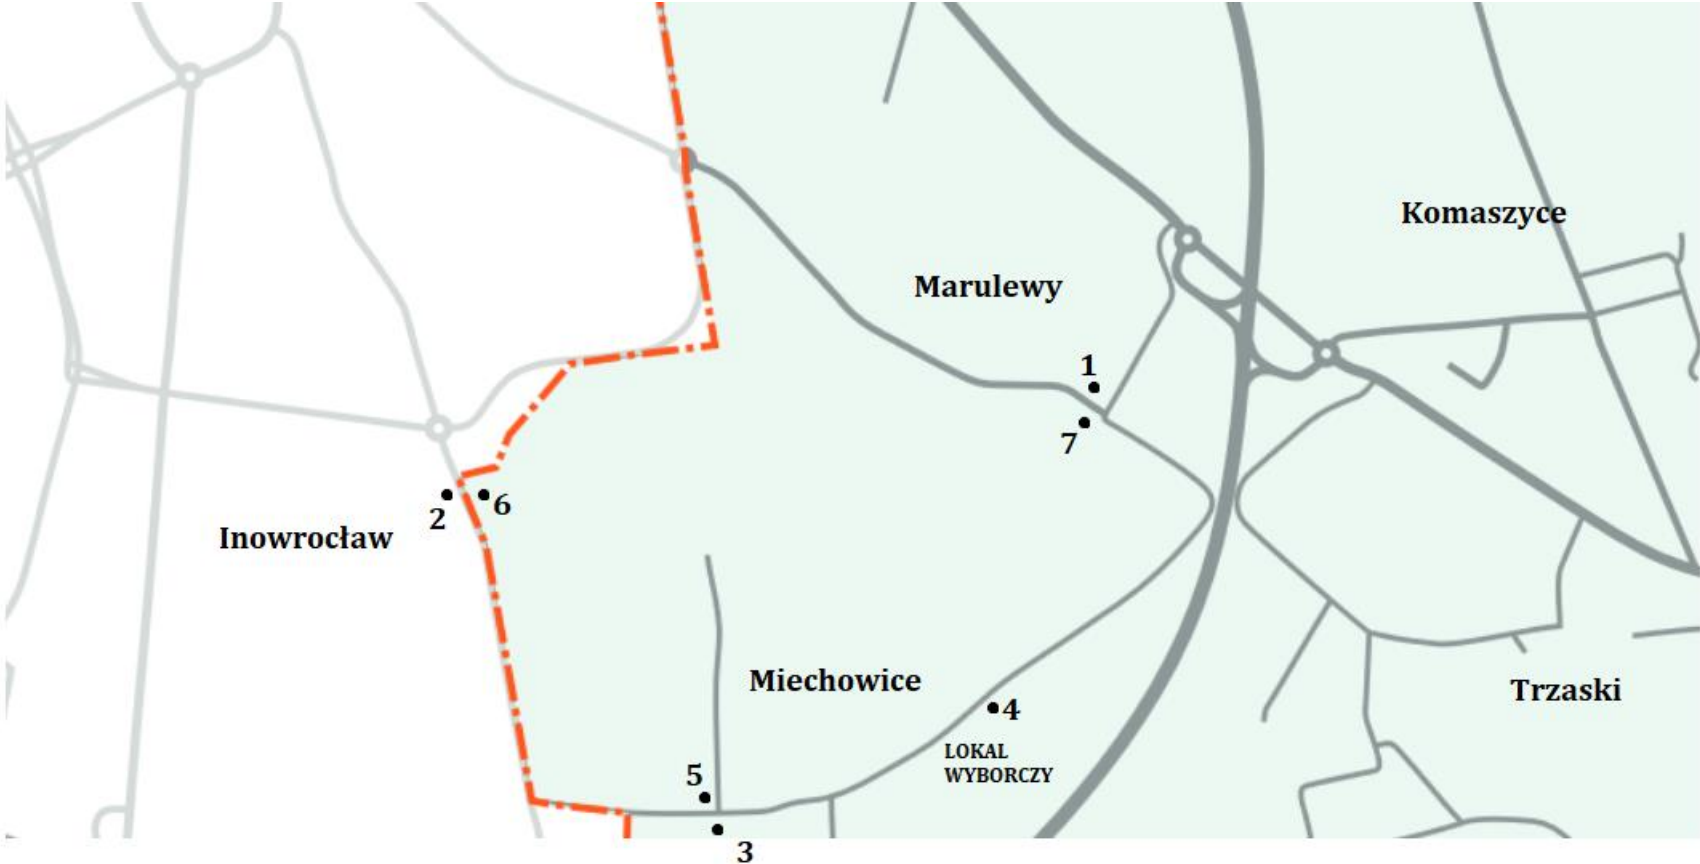 Komaszyce
Marulewy
1
7
2
6
Inowrocław
Miechowice
Trzaski
4
LOKAL
WYBORCZY
5
3